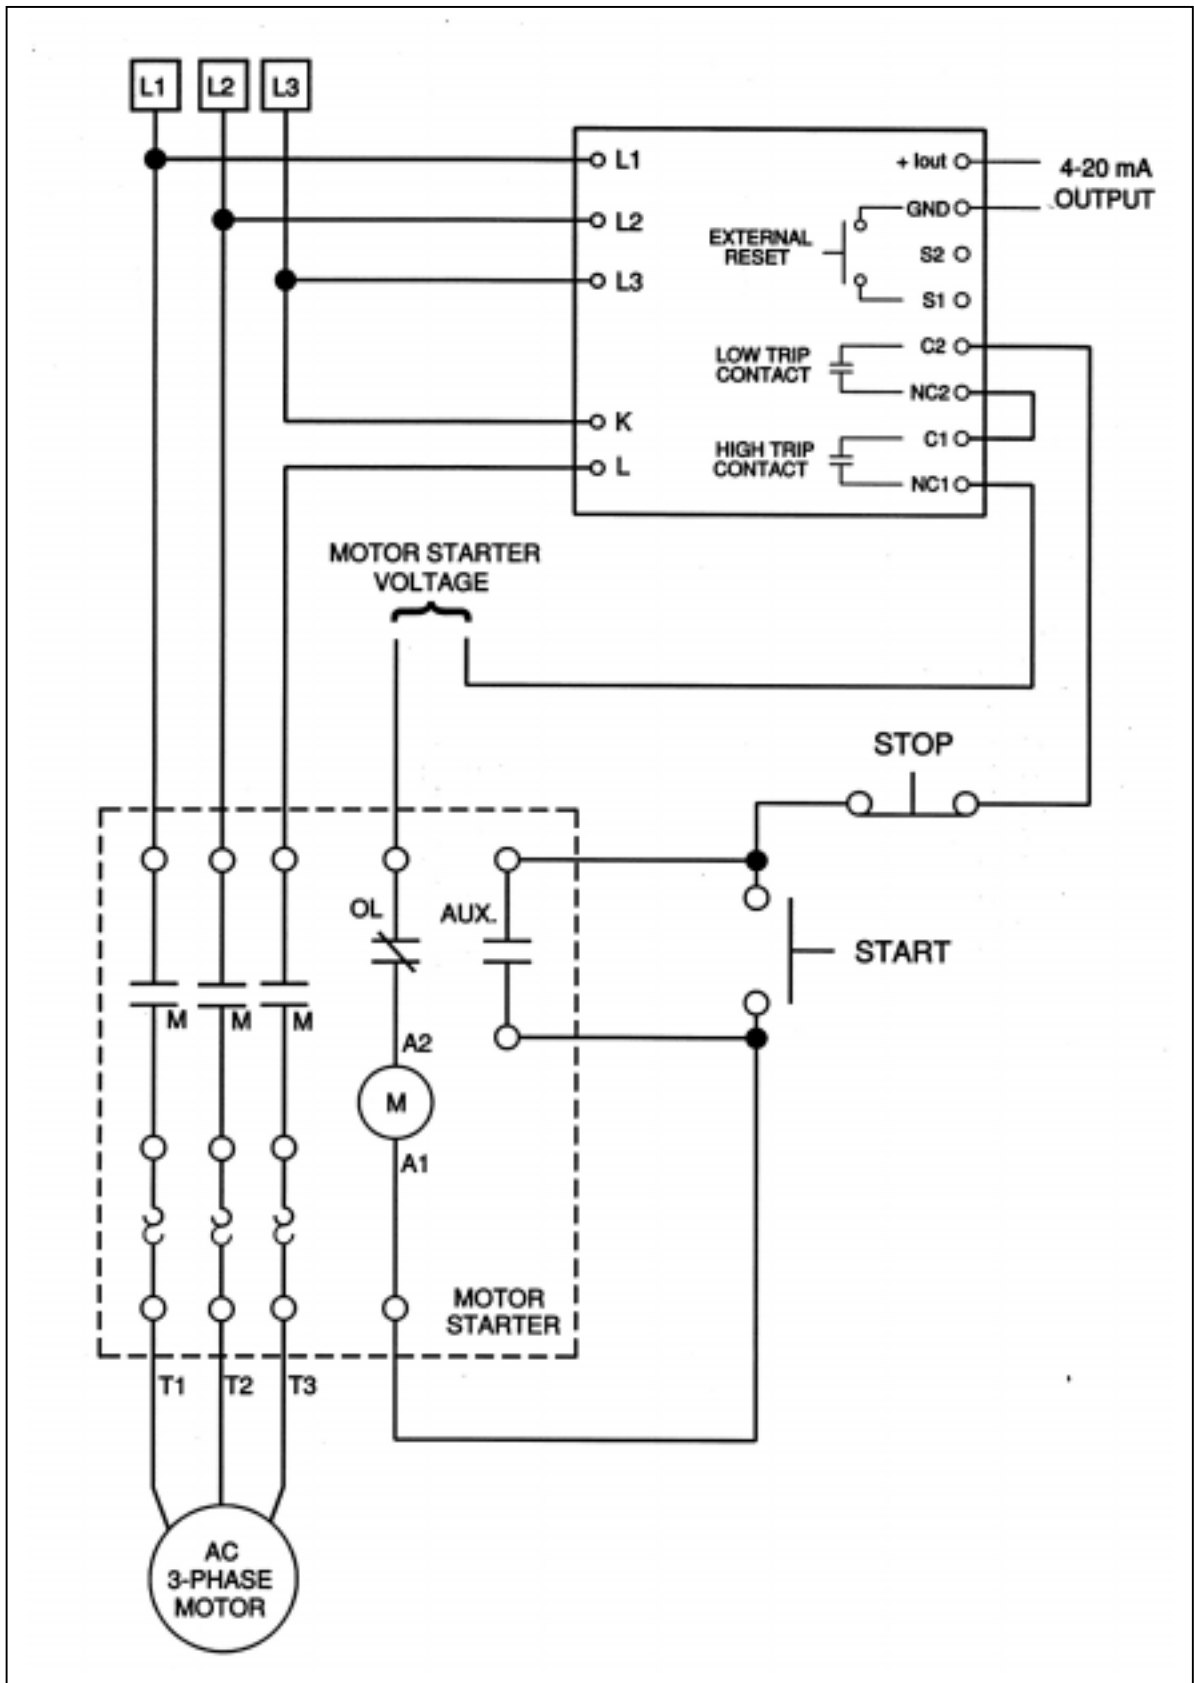 L1 L2 L3
L1
L2
L3
K
L
+ Iout
GND
S2
S1
C2
NC2
C1
NC1
4-20 mA
OUTPUT
EXTERNAL
RESET
LOW TRIP
CONTACT
HIGH TRIP
CONTACT
MOTOR STARTER
VOLTAGE
STOP
START
OL
AUX.
M M M
A2
M
A1
MOTOR
STARTER
T1 T2 T3
AC
3-PHASE
MOTOR